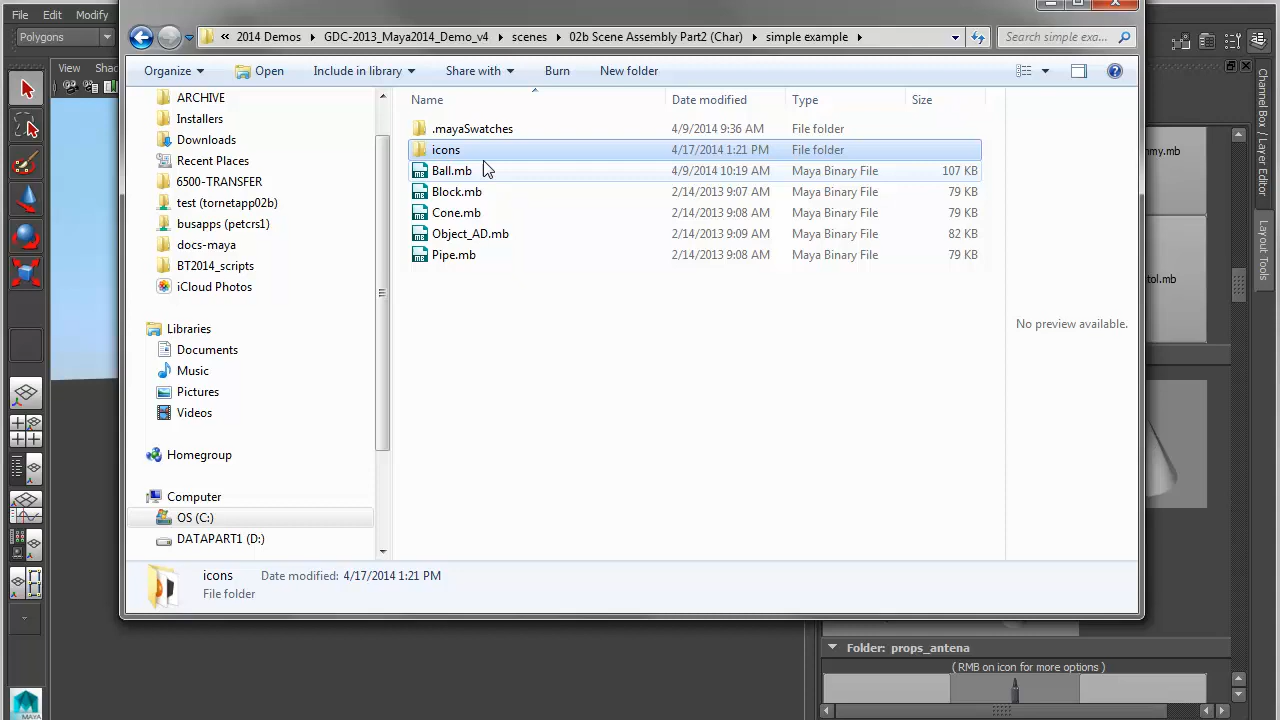 File Edit Modify
Polygons
View Sha
« 2014 Demos GDC-2013_Maya2014_Demo_v4 scenes 02b Scene Assembly Part2 (Char) simple example
Search simple exa...
Organize Open Include in library Share with Burn New folder
ARCHIVE
Installers
Downloads
Recent Places
6500-TRANSFER
test (tornetapp02b)
busapps (petcrs1)
docs-maya
BT2014_scripts
iCloud Photos
Libraries
Documents
Music
Pictures
Videos
Homegroup
Computer
OS (C:)
DATAPART1 (D:)
Name Date modified Type Size
.mayaSwatches 4/9/2014 9:36 AM File folder
icons 4/17/2014 1:21 PM File folder
Ball.mb 4/9/2014 10:19 AM Maya Binary File 107 KB
Block.mb 2/14/2013 9:07 AM Maya Binary File 79 KB
Cone.mb 2/14/2013 9:08 AM Maya Binary File 79 KB
Object_AD.mb 2/14/2013 9:09 AM Maya Binary File 82 KB
Pipe.mb 2/14/2013 9:08 AM Maya Binary File 79 KB
No preview available.
icons Date modified: 4/17/2014 1:21 PM
File folder
Channel Box / Layer Editor
Layout Tools
mmy.mb
tol.mb
Folder: props_antena
( RMB on icon for more options )
MAYA